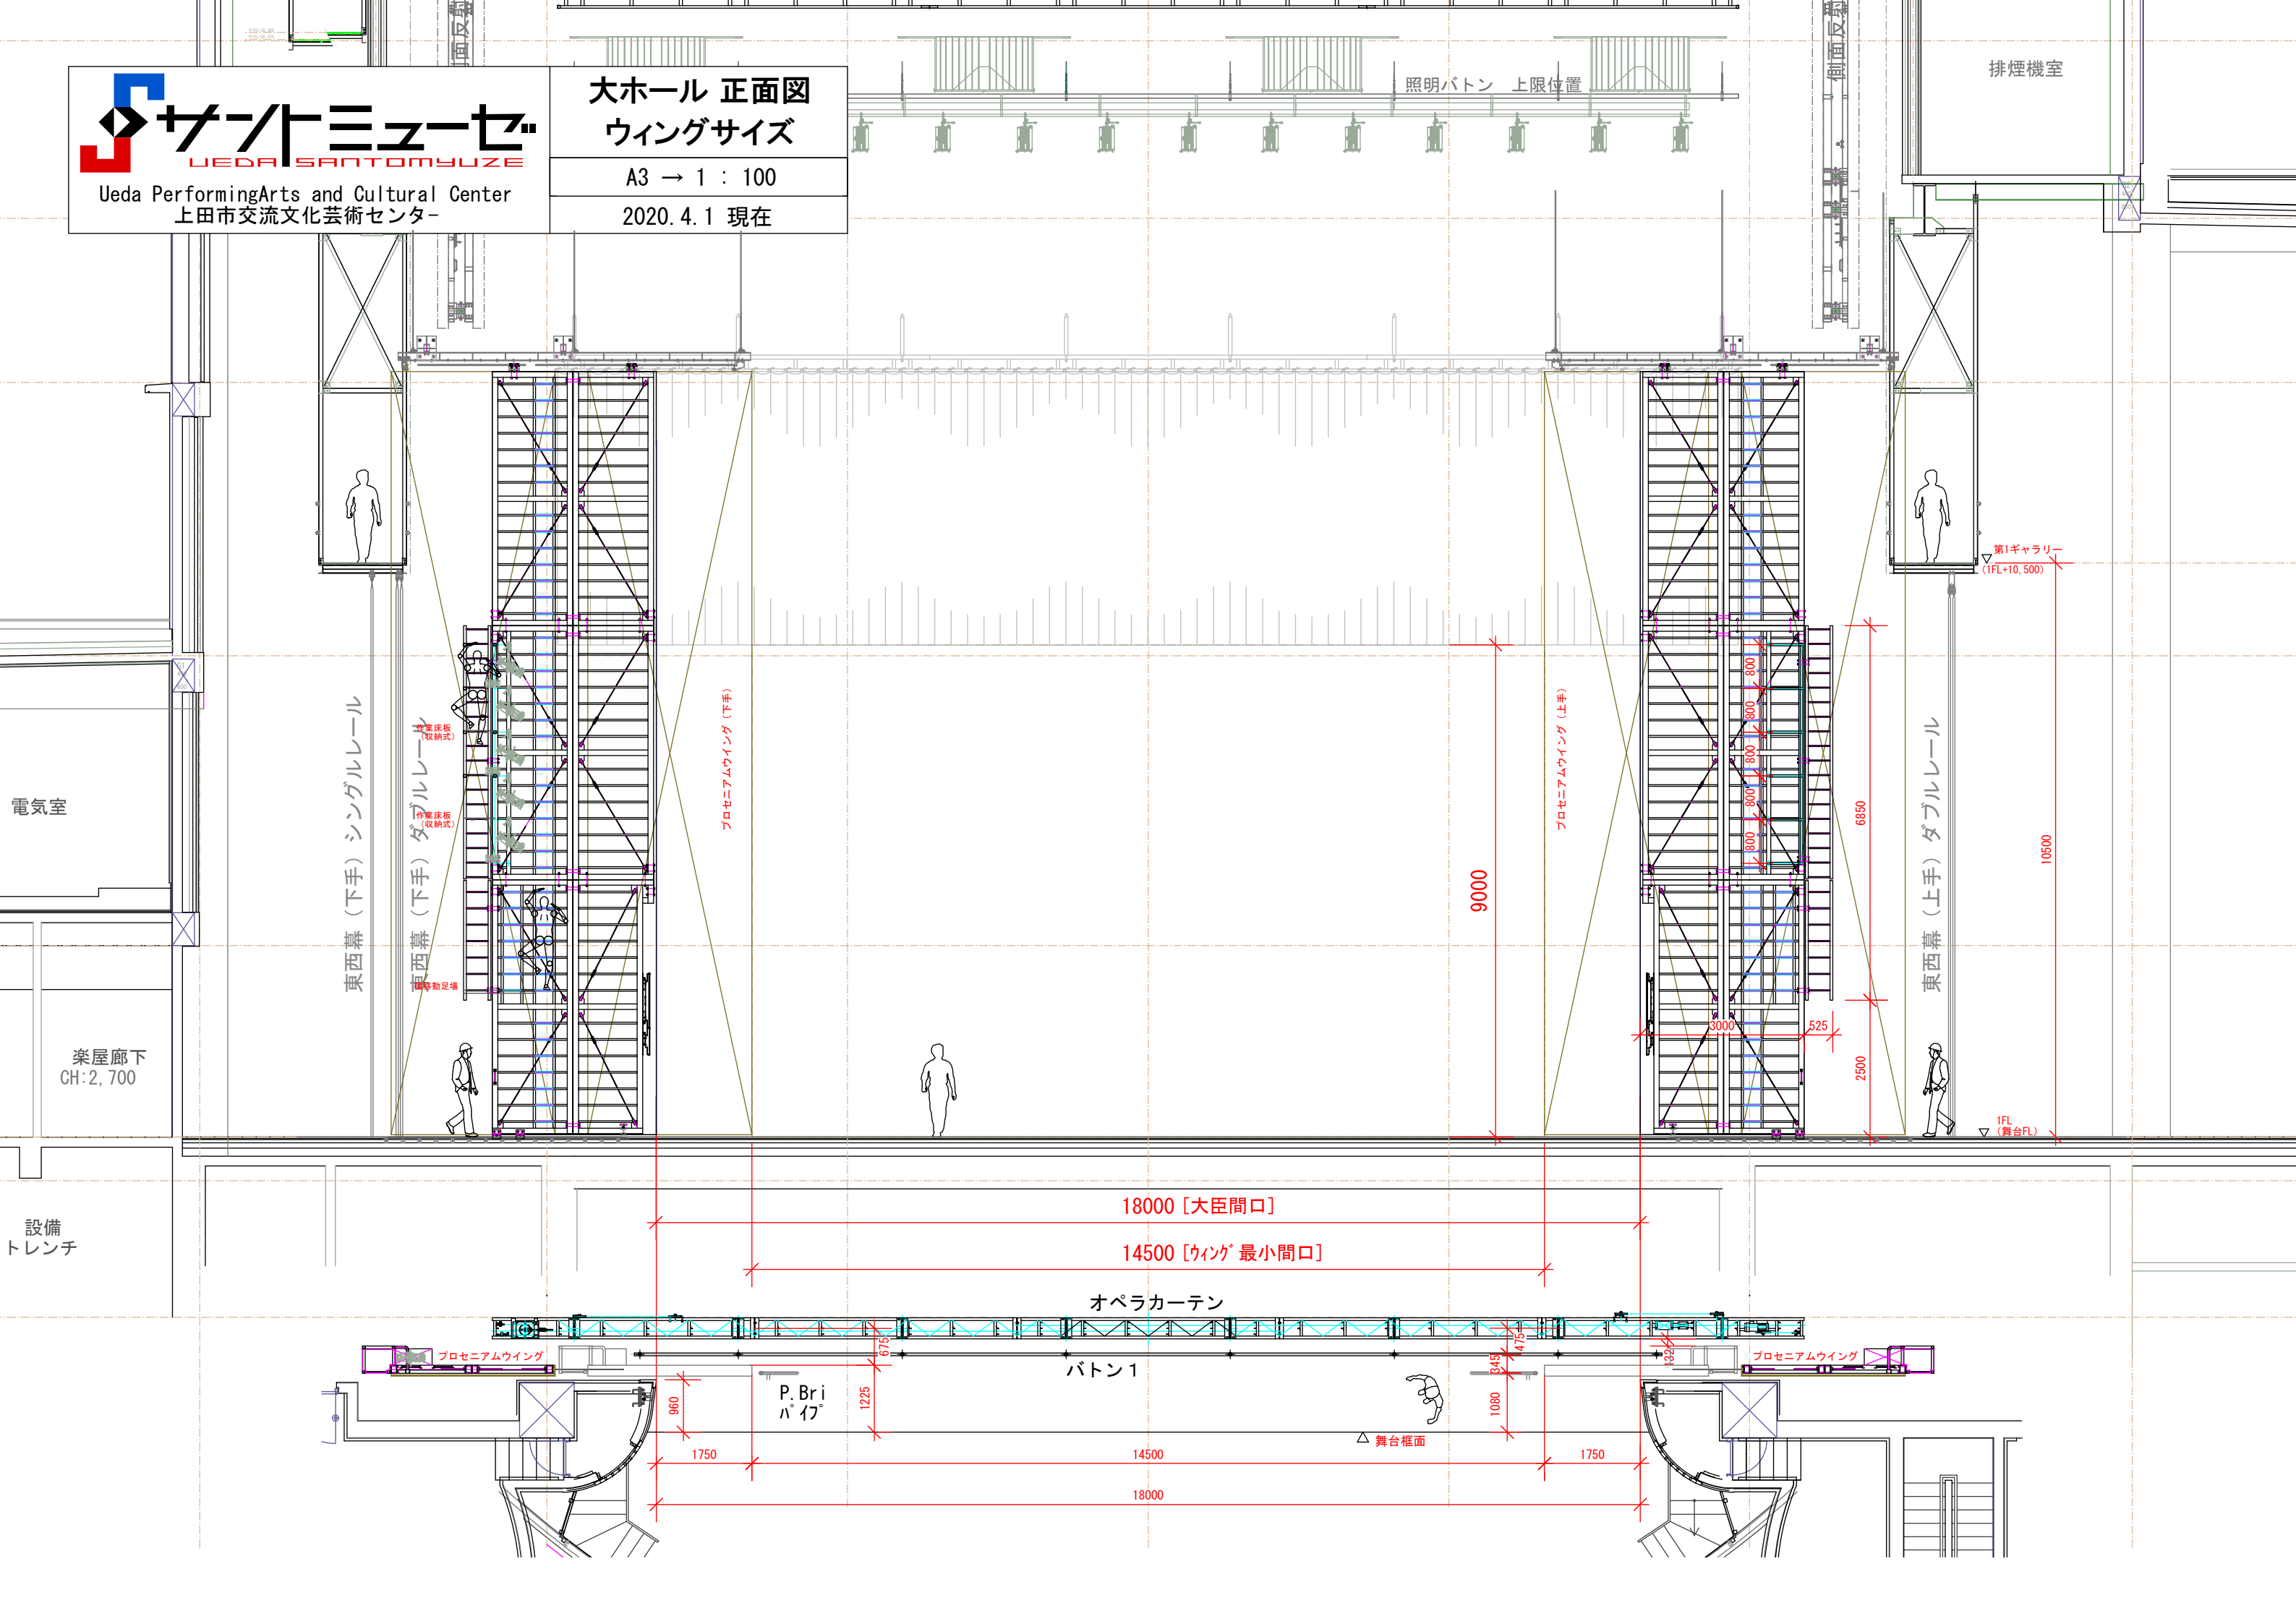 サントミューゼ
UEDA SANTOMYUZE
Ueda PerformingArts and Cultural Center
上田市交流文化芸術センター
大ホール 正面図
ウィングサイズ
A3 → 1 : 100
2020.4.1 現在
照明バトン 上限位置
側面反射
排煙機室
第1ギャラリー
(1FL+10,500)
電気室
楽屋廊下
CH:2,700
設備
トレンチ
東西幕（下手）シングルレール
東西幕（下手）ダブルレール
作業床板
（収納式）
作業床板
（収納式）
プロセニアムウイング（下手）
プロセニアムウイング（上手）
東西幕（上手）ダブルレール
9000
800
800
800
800
800
6850
2500
3000
525
10500
1FL
（舞台FL）
18000 [大臣間口]
14500 [ｳｨﾝｸﾞ最小間口]
オペラカーテン
プロセニアムウイング
プロセニアムウイング
バトン1
P.Bri
ﾊﾟｲﾌﾟ
675
1225
960
475
345
1080
132
舞台框面
1750
14500
1750
18000